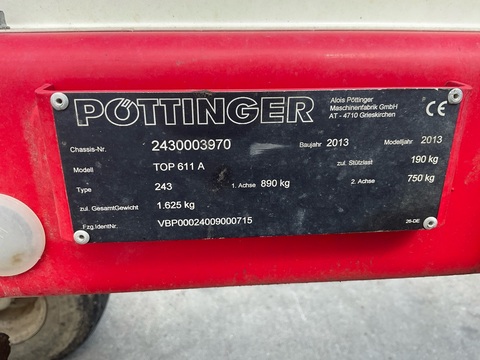 PÖTTINGER
Alois Pöttinger
Maschinenfabrik GmbH
AT - 4710 Grieskirchen
CE
Chassis-Nr. 2430003970 Baujahr 2013 Modelljahr 2013
Modell TOP 611 A zul. Stützlast 190 kg
Type 243 1. Achse 890 kg 2. Achse 750 kg
zul. GesamtGewicht 1.625 kg
Fzg.IdentNr. VBP00024009000715 26-DE